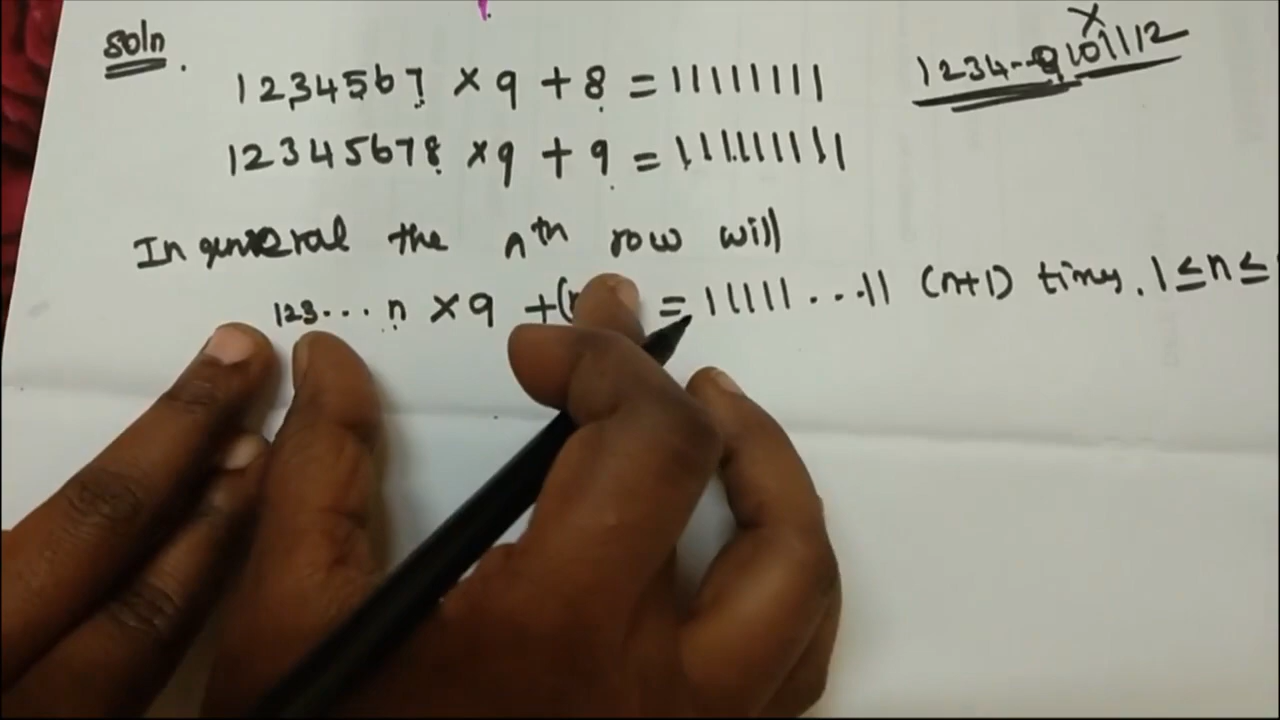 soln.
1234567 × 9 + 8 = 11111111
12345678 × 9 + 9 = 111111111
1234--9101112
X
In general the nth row will
123... n × 9 + ( = 11111...11 (n+1) times. 1 ≤ n ≤